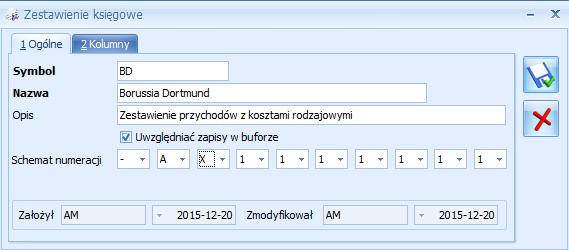 Zestawienie księgowe
1 Ogólne 2 Kolumny
Symbol BD
Nazwa Borussia Dortmund
Opis Zestawienie przychodów z kosztami rodzajowymi
Uwzględniać zapisy w buforze
Schemat numeracji - A X 1 1 1 1 1 1 1
Założył AM 2015-12-20 Zmodyfikował AM 2015-12-20